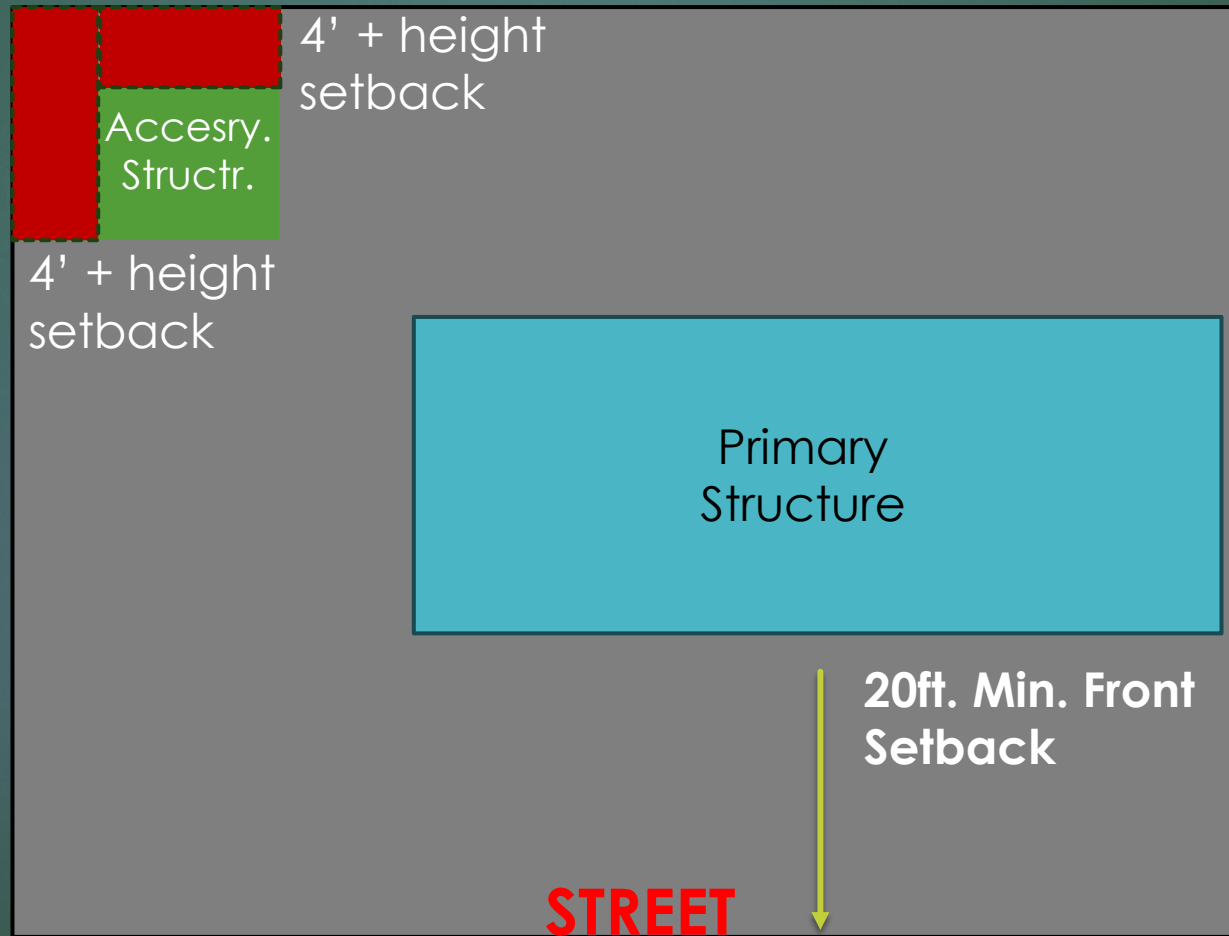 4’ + height
setback
Accesry.
Structr.
4’ + height
setback
Primary
Structure
20ft. Min. Front
Setback
STREET